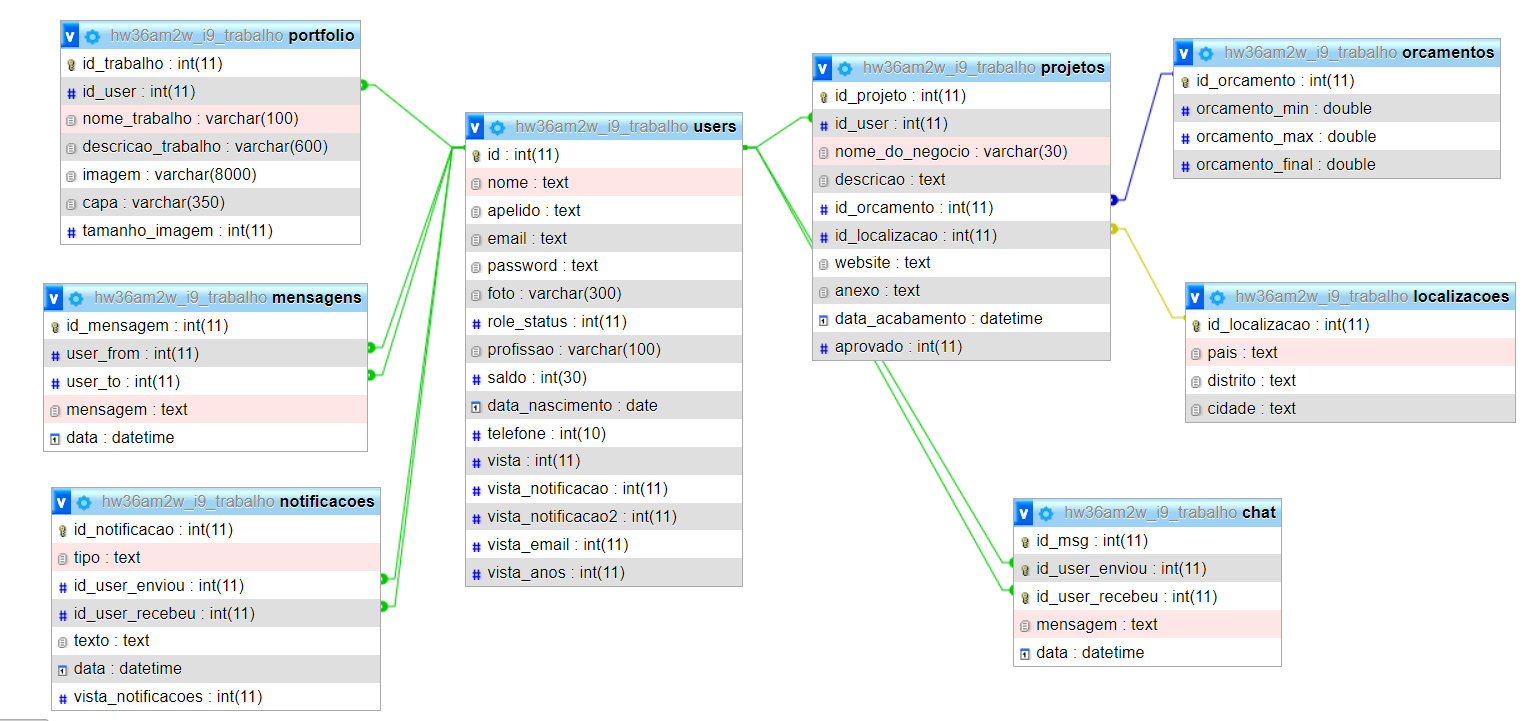 v hw36am2w_i9_trabalho portfolio
id_trabalho : int(11)
# id_user : int(11)
nome_trabalho : varchar(100)
descricao_trabalho : varchar(600)
imagem : varchar(8000)
capa : varchar(350)
# tamanho_imagem : int(11)
v hw36am2w_i9_trabalho mensagens
id_mensagem : int(11)
# user_from : int(11)
# user_to : int(11)
mensagem : text
data : datetime
v hw36am2w_i9_trabalho notificacoes
id_notificacao : int(11)
tipo : text
# id_user_enviou : int(11)
# id_user_recebeu : int(11)
texto : text
data : datetime
# vista_notificacoes : int(11)
v hw36am2w_i9_trabalho users
id : int(11)
nome : text
apelido : text
email : text
password : text
foto : varchar(300)
# role_status : int(11)
profissao : varchar(100)
# saldo : int(30)
data_nascimento : date
# telefone : int(10)
# vista : int(11)
# vista_notificacao : int(11)
# vista_notificacao2 : int(11)
# vista_email : int(11)
# vista_anos : int(11)
v hw36am2w_i9_trabalho projetos
id_projeto : int(11)
# id_user : int(11)
nome_do_negocio : varchar(30)
descricao : text
# id_orcamento : int(11)
# id_localizacao : int(11)
website : text
anexo : text
data_acabamento : datetime
# aprovado : int(11)
v hw36am2w_i9_trabalho orcamentos
id_orcamento : int(11)
# orcamento_min : double
# orcamento_max : double
# orcamento_final : double
v hw36am2w_i9_trabalho localizacoes
id_localizacao : int(11)
pais : text
distrito : text
cidade : text
v hw36am2w_i9_trabalho chat
id_msg : int(11)
id_user_enviou : int(11)
id_user_recebeu : int(11)
mensagem : text
data : datetime